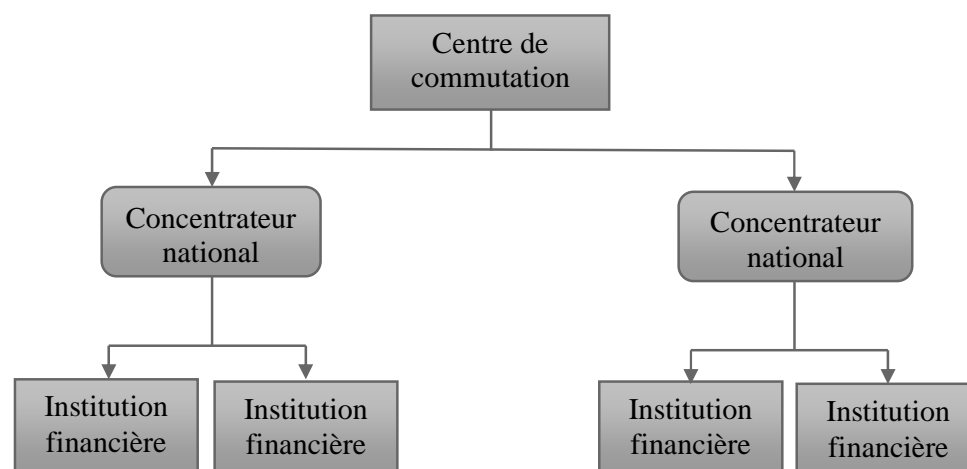 Centre de
commutation
Concentrateur
national
Concentrateur
national
Institution
financière
Institution
financière
Institution
financière
Institution
financière